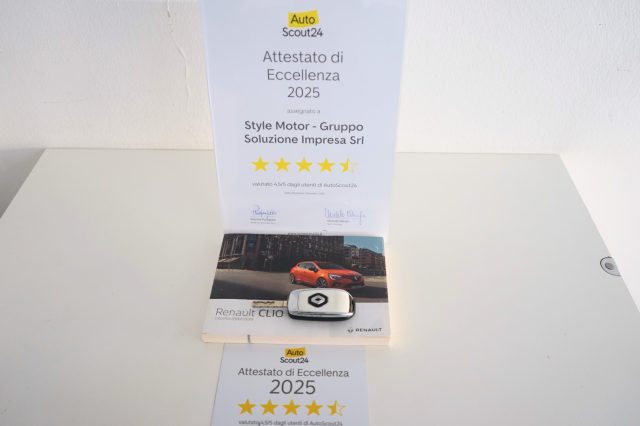 Auto
Scout24
Attestato di
Eccellenza
2025
assegnato a
Style Motor - Gruppo
Soluzione Impresa Srl
valutato 4.5/5 dagli utenti di AutoScout24
Renault CLIO
RENAULT
Auto
Scout24
Attestato di Eccellenza
2025
valutato 4.5/5 dagli utenti di AutoScout24